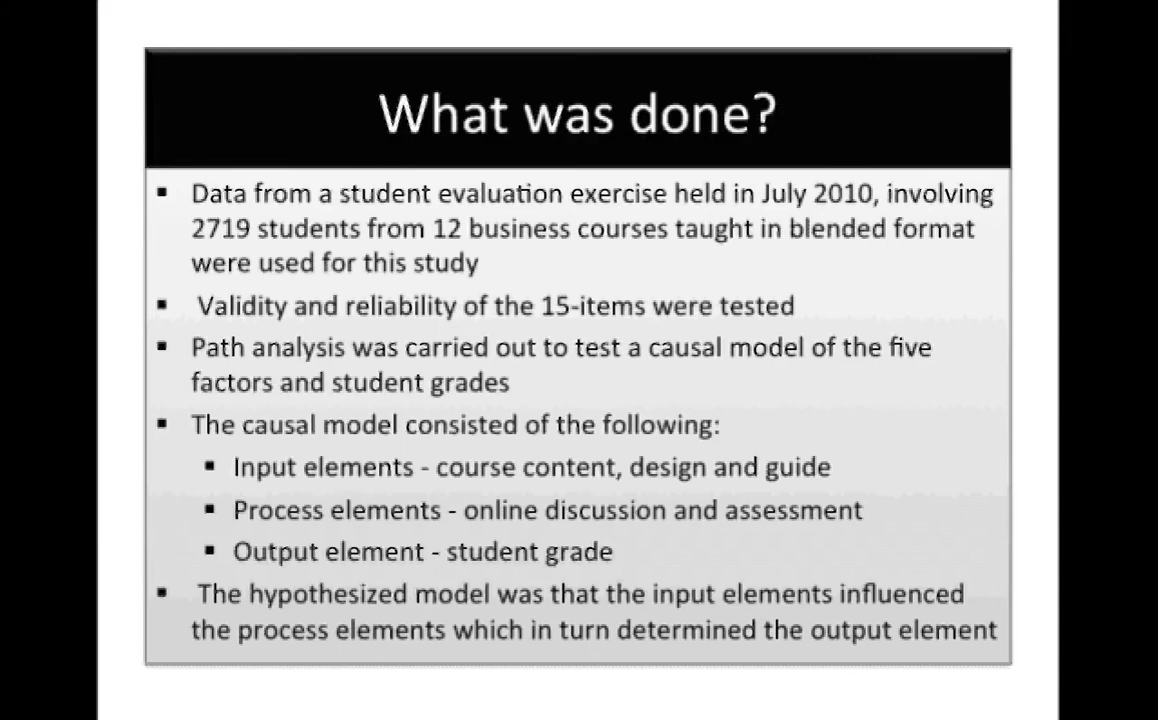 What was done?
▪ Data from a student evaluation exercise held in July 2010, involving
2719 students from 12 business courses taught in blended format
were used for this study
▪ Validity and reliability of the 15-items were tested
▪ Path analysis was carried out to test a causal model of the five
factors and student grades
▪ The causal model consisted of the following:
▪ Input elements - course content, design and guide
▪ Process elements - online discussion and assessment
▪ Output element - student grade
▪ The hypothesized model was that the input elements influenced
the process elements which in turn determined the output element